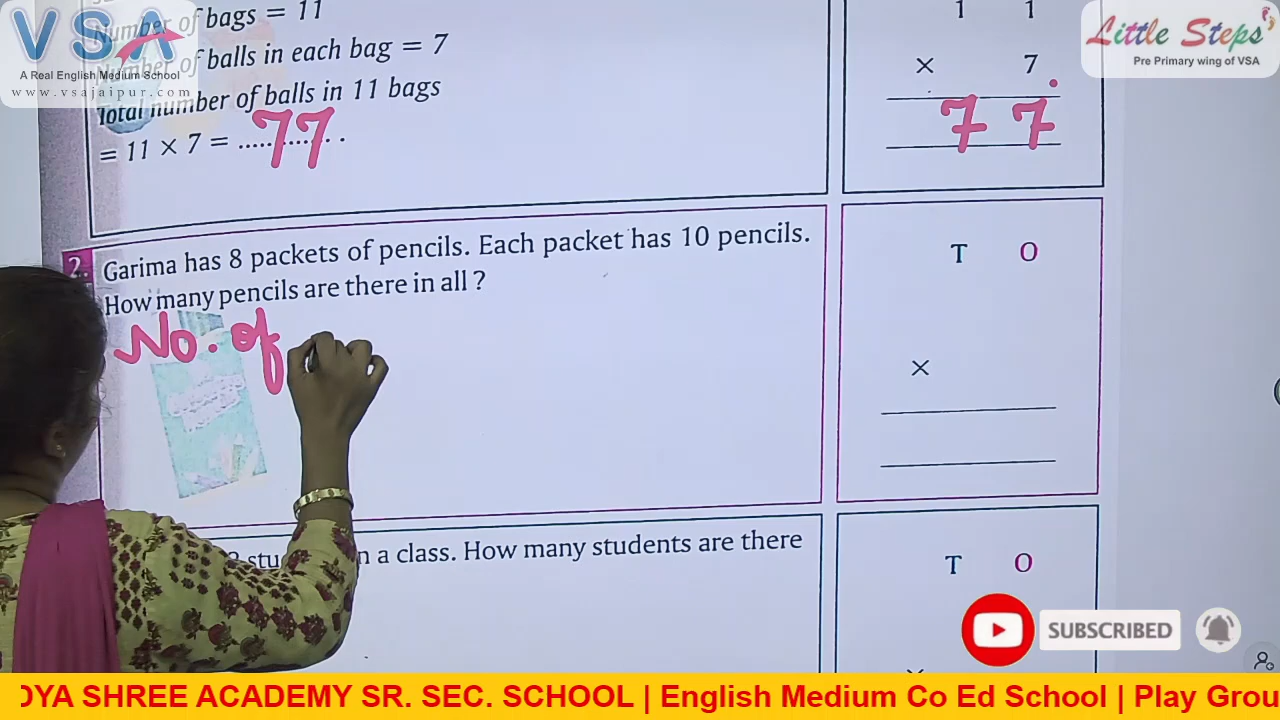 Number of bags = 11
Number of balls in each bag = 7
Total number of balls in 11 bags
= 11 × 7 = ..... 77 ..
1 1
× 7
7 7
VSA
A Real English Medium School
www.vsajaipur.com
Little Steps
Pre Primary wing of VSA
2. Garima has 8 packets of pencils. Each packet has 10 pencils.
How many pencils are there in all ?
No. of
T O
×
a class. How many students are there
T O
SUBSCRIBED
DYA SHREE ACADEMY SR. SEC. SCHOOL | English Medium Co Ed School | Play Grou